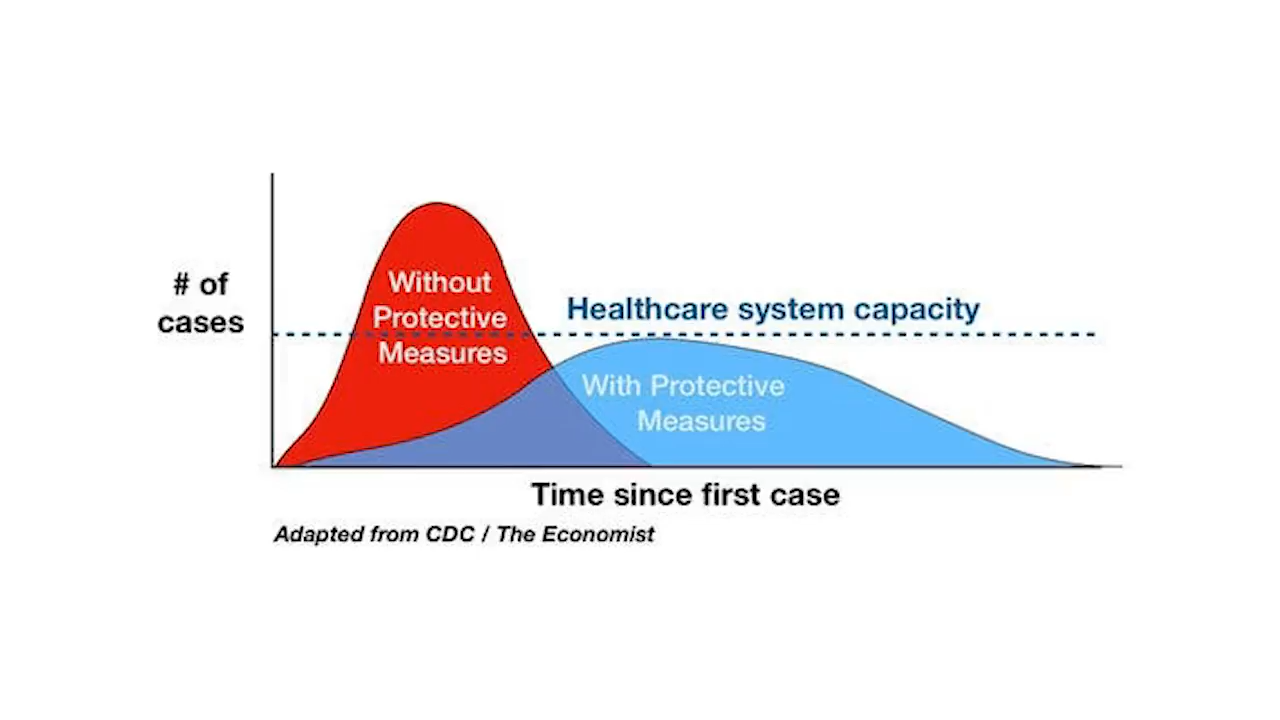 Without
Protective
Measures
# of
cases
Healthcare system capacity
With Protective
Measures
Time since first case
Adapted from CDC / The Economist